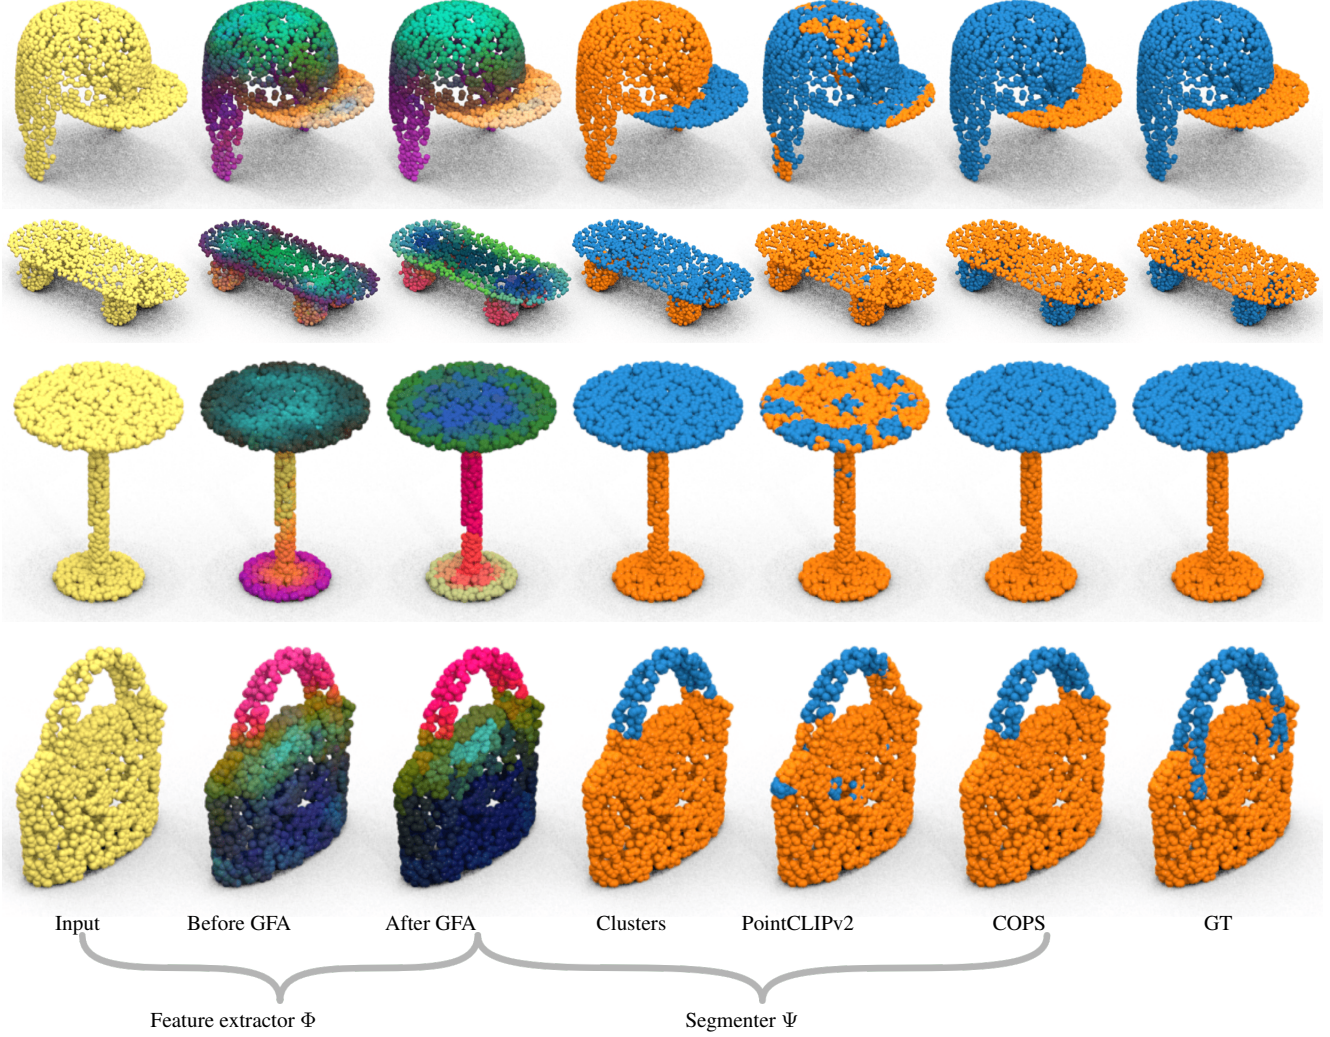 Input Before GFA After GFA Clusters PointCLIPv2 COPS GT
Feature extractor Φ Segmenter Ψ